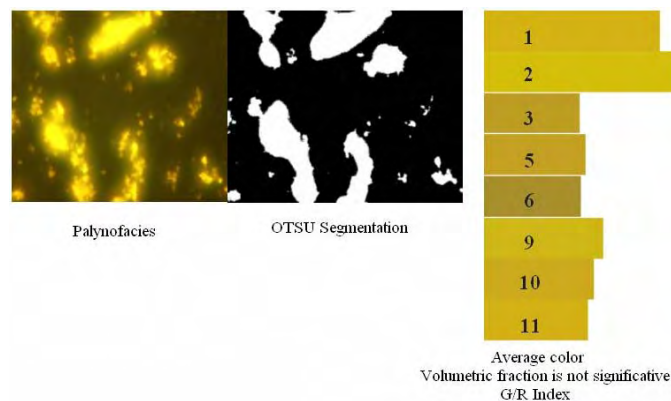 1
2
3
5
6
9
10
11
Palynofacies
OTSU Segmentation
Average color
Volumetric fraction is not significative
G/R Index